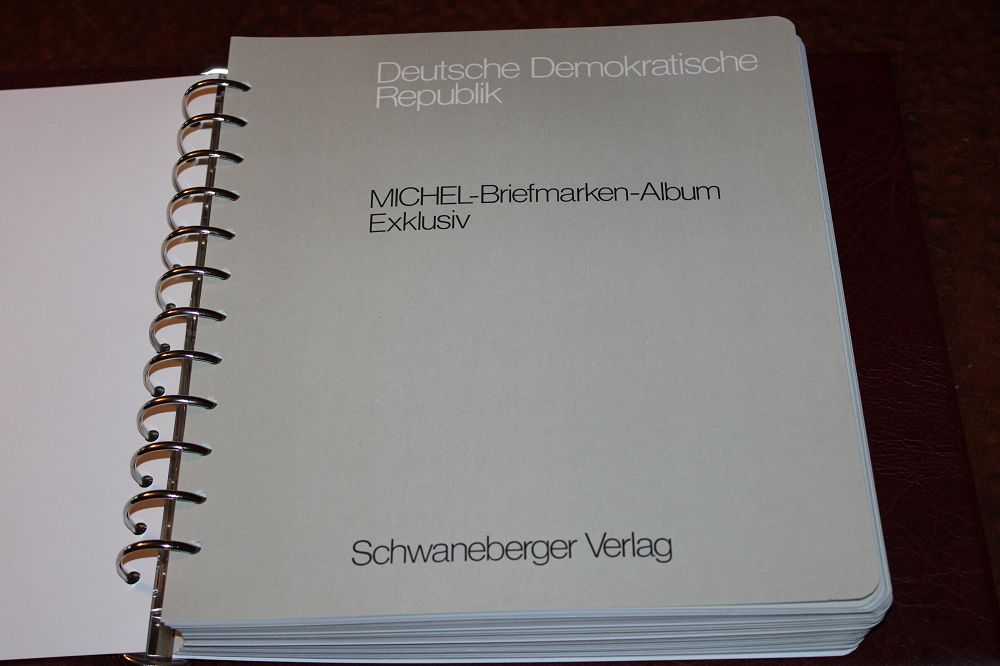 Deutsche Demokratische
Republik
MICHEL-Briefmarken-Album
Exklusiv
Schwaneberger Verlag